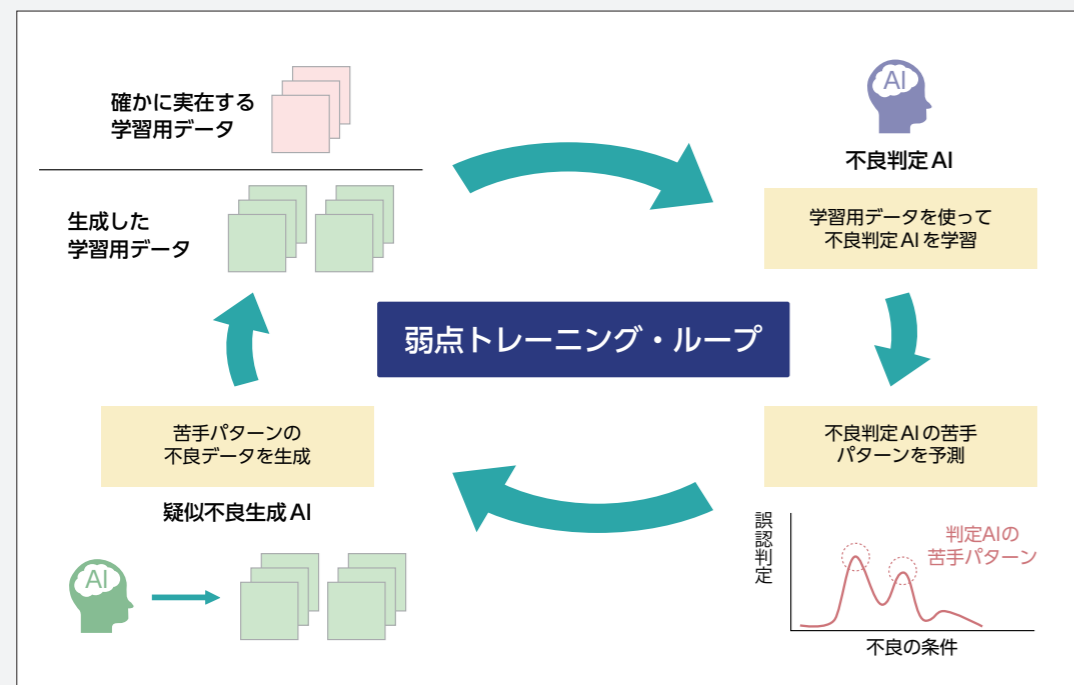 確かに実在する
学習用データ
生成した
学習用データ
AI
不良判定AI
学習用データを使って
不良判定AIを学習
弱点トレーニング・ループ
苦手パターンの
不良データを生成
疑似不良生成AI
AI
不良判定AIの苦手
パターンを予測
誤認判定
判定AIの
苦手パターン
不良の条件